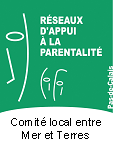 RÉSEAUX
D'APPUI
À LA
PARENTALITÉ
Pas-de-Calais
Comité local entre
Mer et Terres